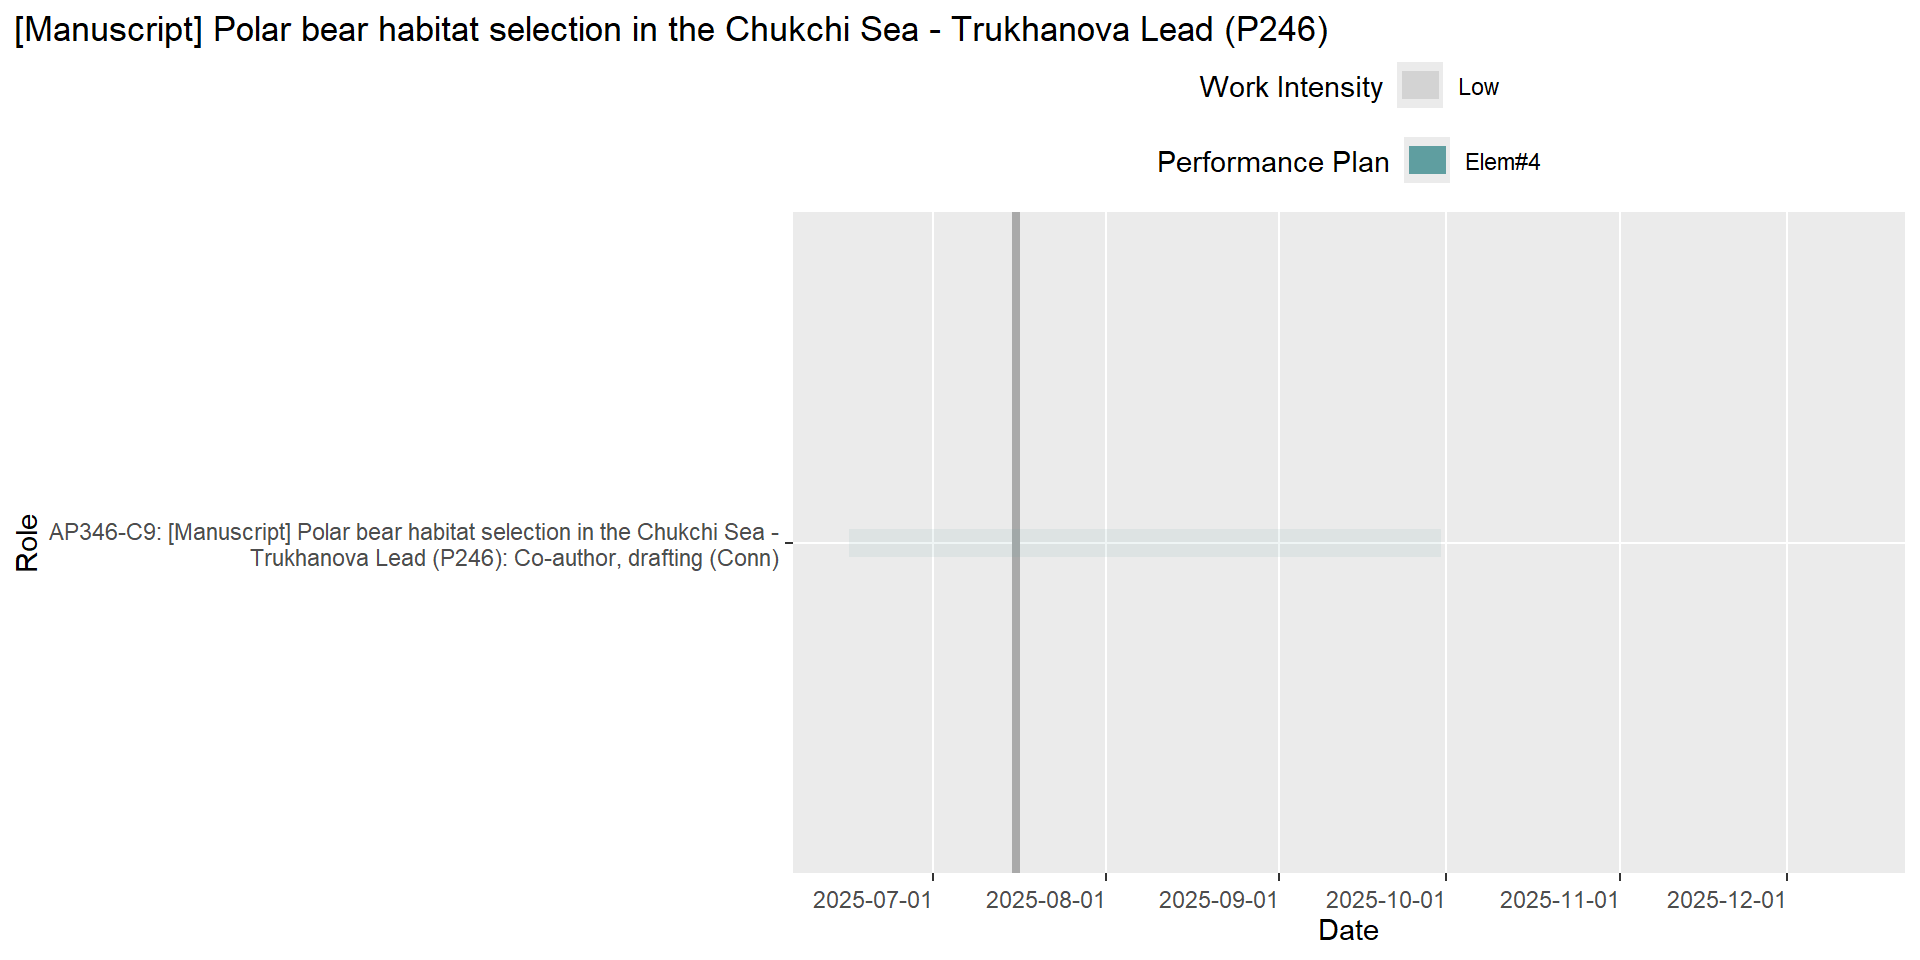 [Manuscript] Polar bear habitat selection in the Chukchi Sea - Trukhanova Lead (P246)
Work Intensity Low
Performance Plan Elem#4
Role
AP346-C9: [Manuscript] Polar bear habitat selection in the Chukchi Sea -
Trukhanova Lead (P246): Co-author, drafting (Conn)
2025-07-01 2025-08-01 2025-09-01 2025-10-01 2025-11-01 2025-12-01
Date